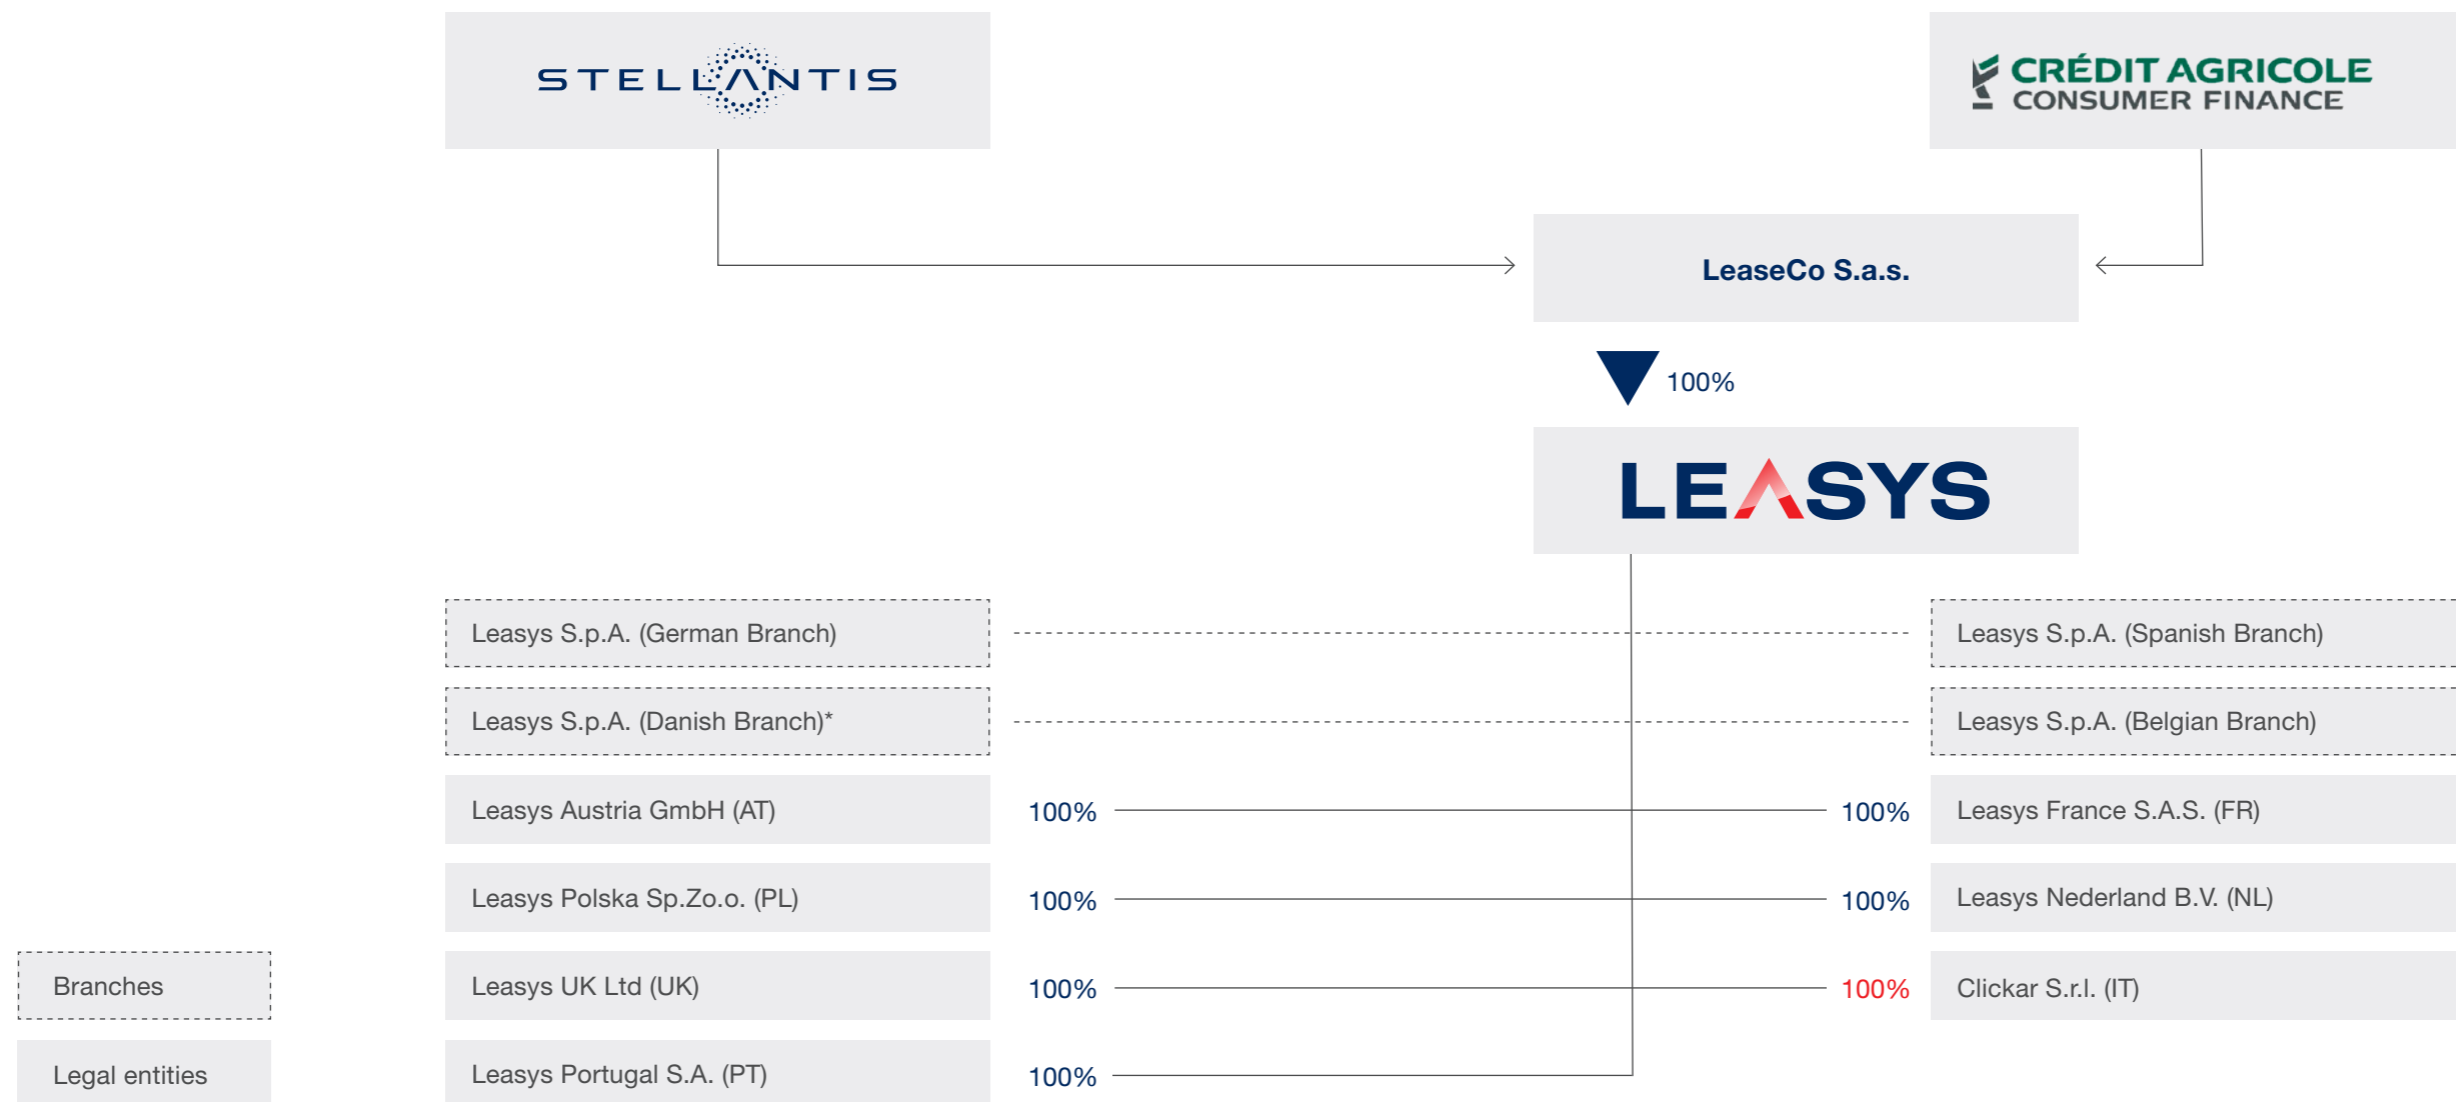 STELLANTIS
CRÉDIT AGRICOLE
CONSUMER FINANCE
LeaseCo S.a.s.
100%
LEASYS
Leasys S.p.A. (German Branch)
Leasys S.p.A. (Spanish Branch)
Leasys S.p.A. (Danish Branch)*
Leasys S.p.A. (Belgian Branch)
Leasys Austria GmbH (AT) 100% 100% Leasys France S.A.S. (FR)
Leasys Polska Sp.Zo.o. (PL) 100% 100% Leasys Nederland B.V. (NL)
Branches
Leasys UK Ltd (UK) 100% 100% Clickar S.r.l. (IT)
Legal entities
Leasys Portugal S.A. (PT) 100%